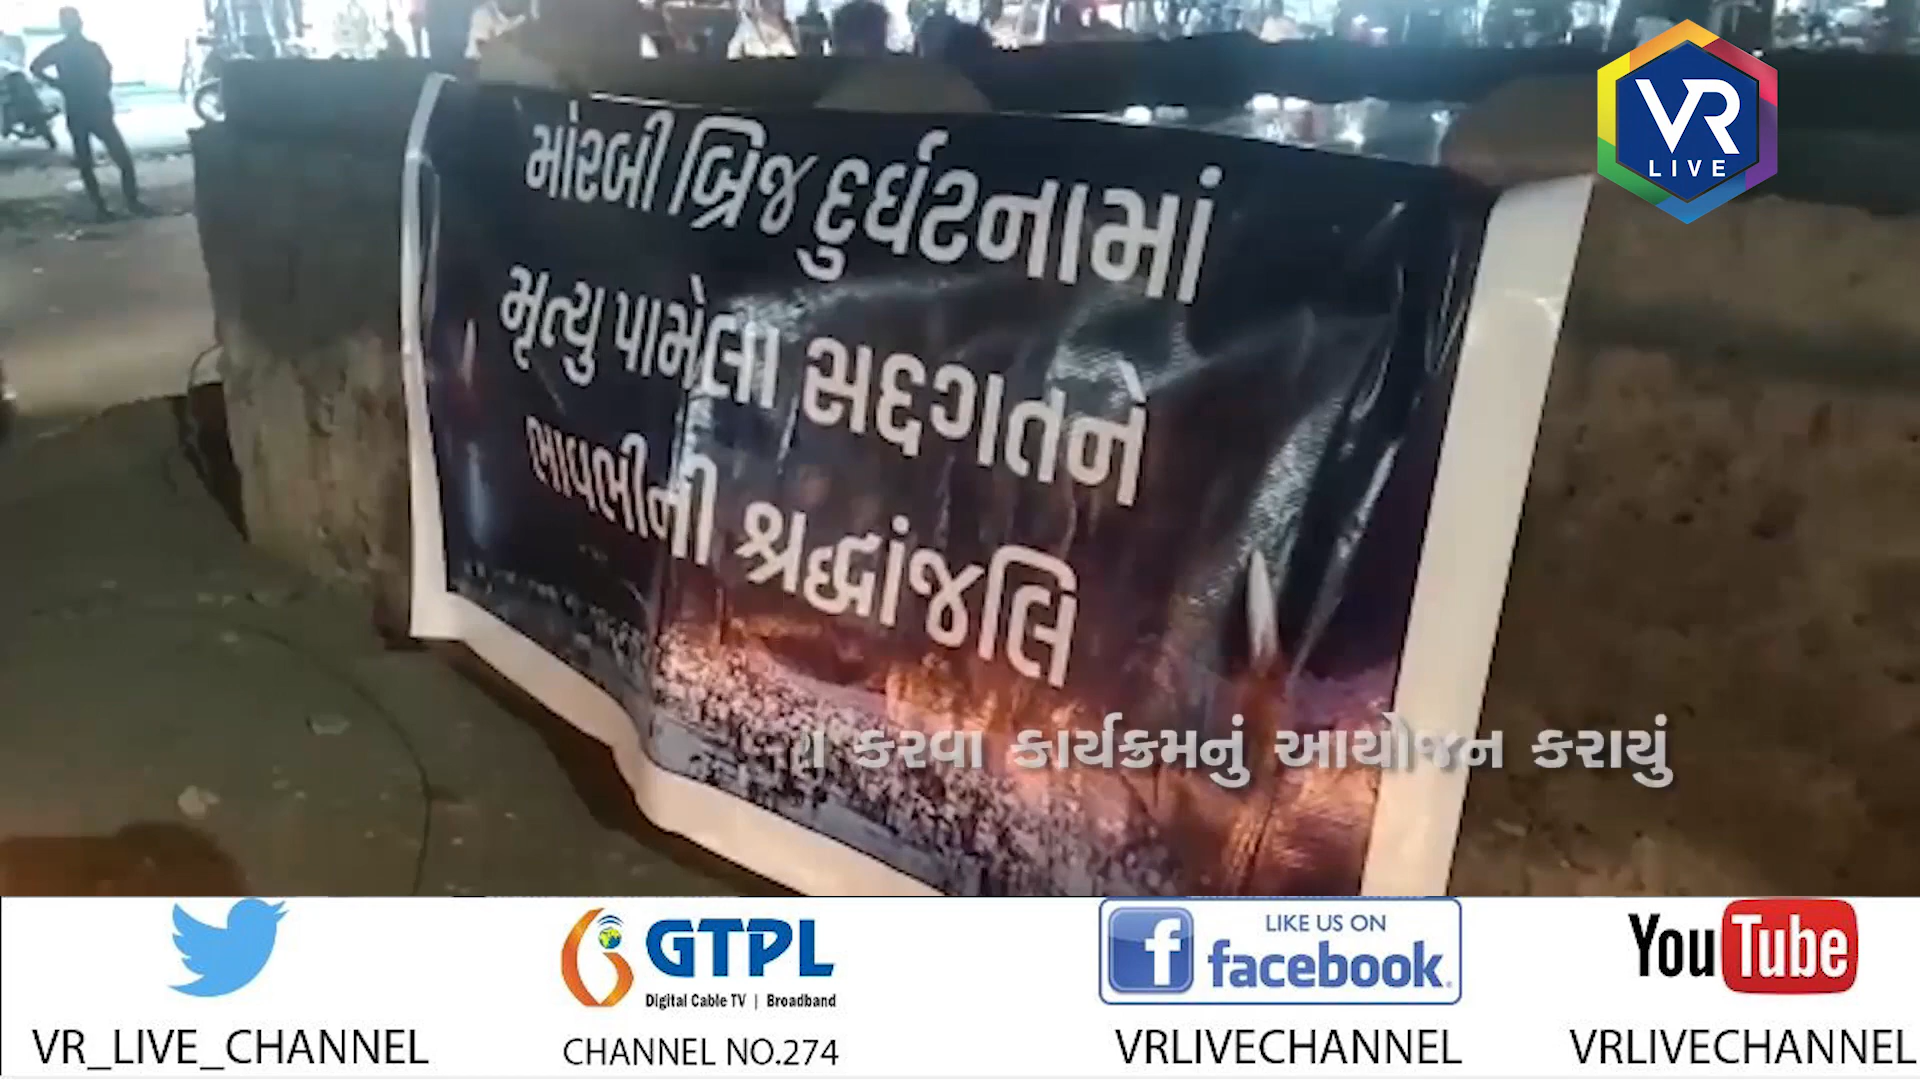 VR
LIVE
મોરબી બ્રિજ દુર્ઘટનામાં
મૃત્યુ પામેલા સદ્દગતને
ભાવભીની શ્રદ્ધાંજલિ
કરવા કાર્યક્રમનું આયોજન કરાયું
GTPL
Digital Cable TV | Broadband
LIKE US ON
facebook
YouTube
VR_LIVE_CHANNEL
CHANNEL NO.274
VRLIVECHANNEL
VRLIVECHANNEL